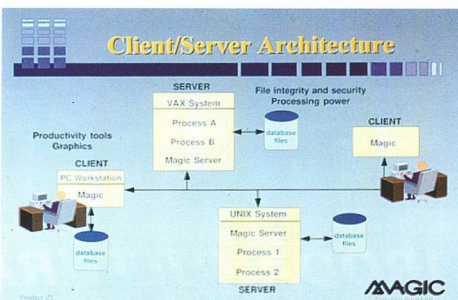 Client/Server Architecture
SERVER
VAX System
Process A
Process B
Magic Server
File integrity and security
Processing power
database
files
CLIENT
Magic
Productivity tools
Graphics
CLIENT
PC Workstation
Magic
database
files
UNIX System
Magic Server
Process 1
Process 2
SERVER
database
files
MAGIC
Product 25